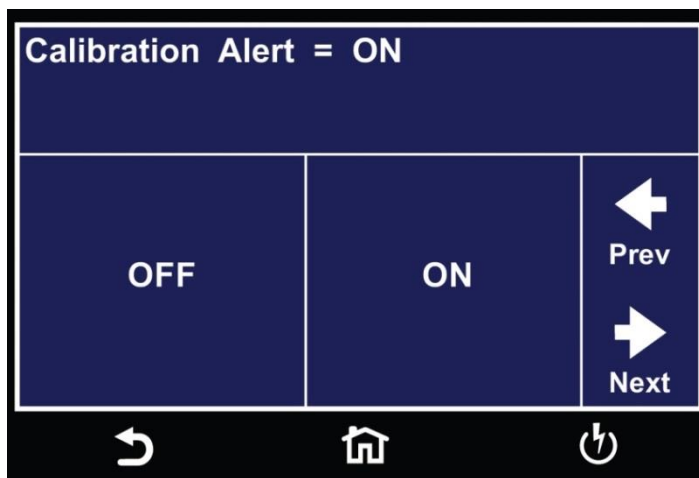 Calibration Alert = ON
OFF
ON
Prev
Next